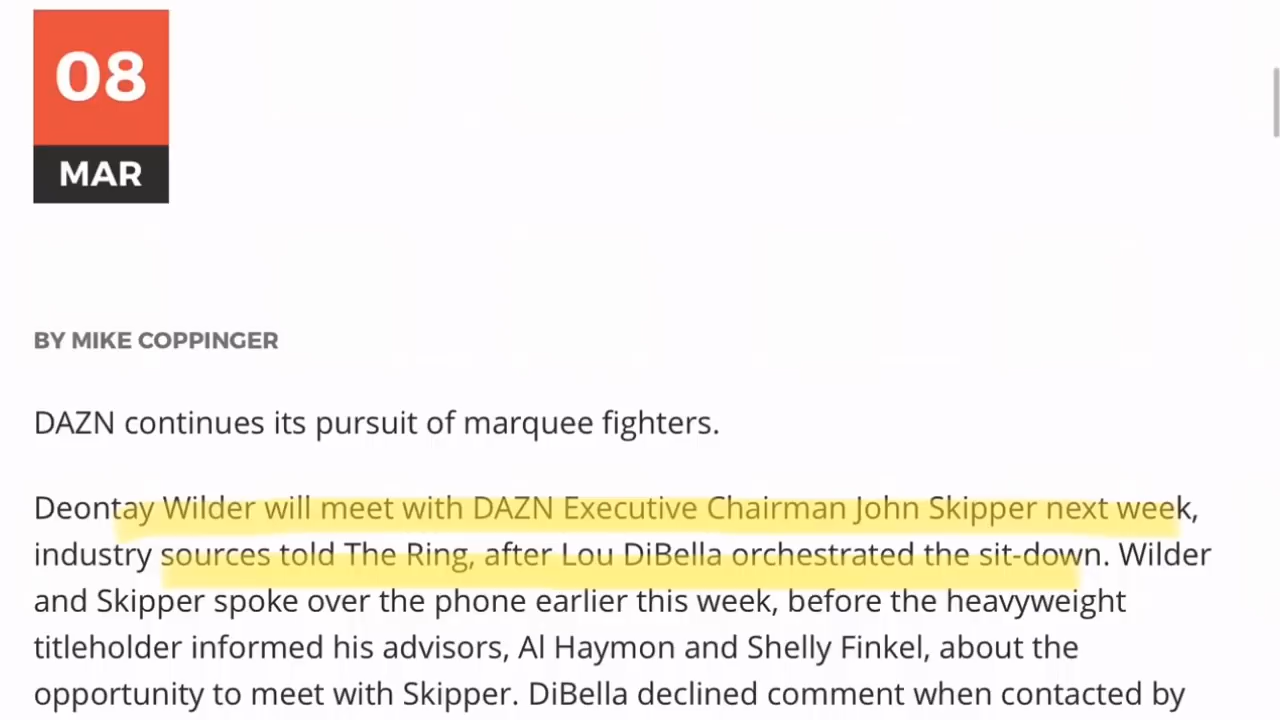 08
MAR
BY MIKE COPPINGER
DAZN continues its pursuit of marquee fighters.
Deontay Wilder will meet with DAZN Executive Chairman John Skipper next week,
industry sources told The Ring, after Lou DiBella orchestrated the sit-down. Wilder
and Skipper spoke over the phone earlier this week, before the heavyweight
titleholder informed his advisors, Al Haymon and Shelly Finkel, about the
opportunity to meet with Skipper. DiBella declined comment when contacted by